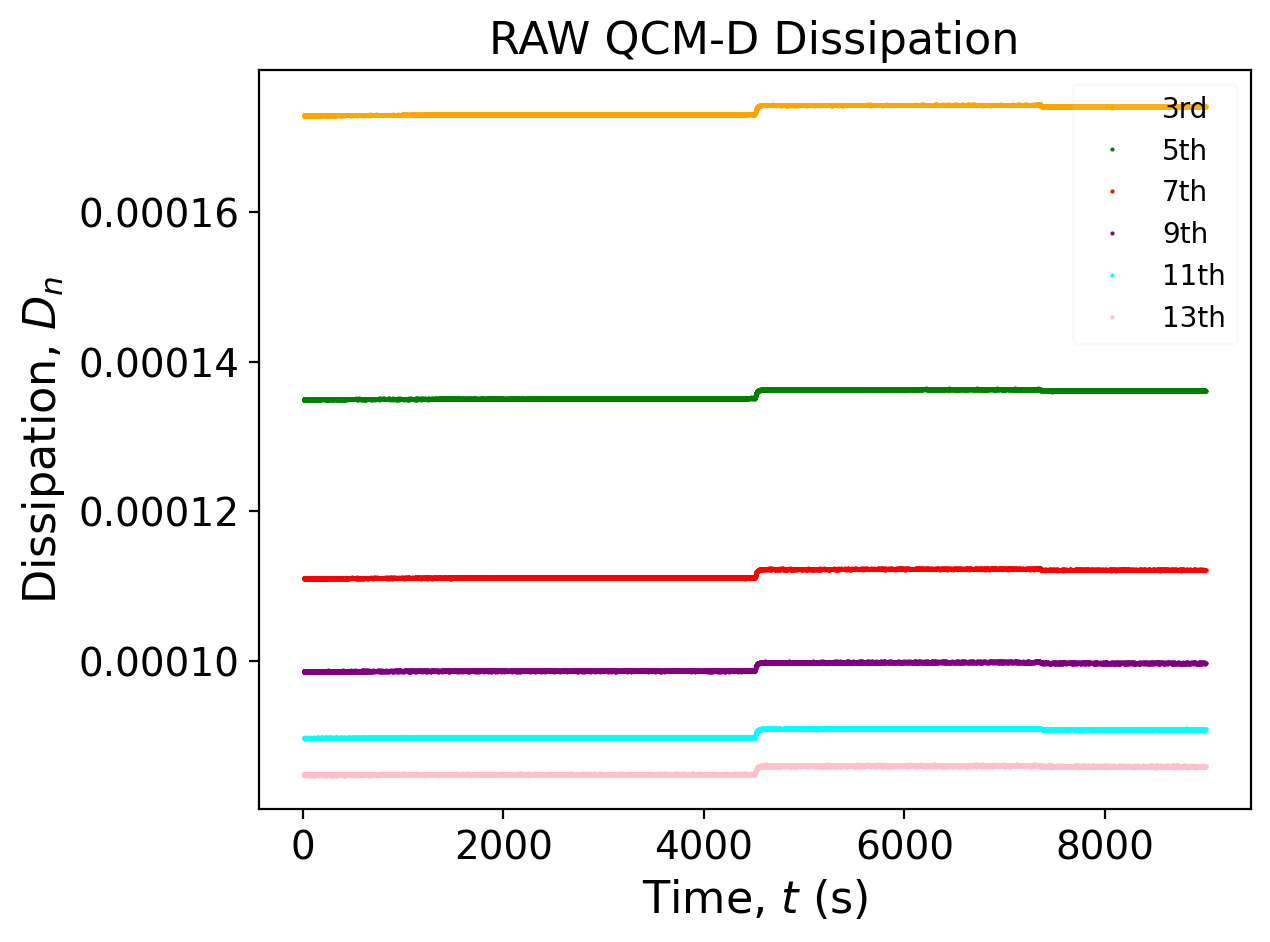 RAW QCM-D Dissipation
Dissipation, Dₙ
0.00016
0.00014
0.00012
0.00010
3rd
5th
7th
9th
11th
13th
0
2000
4000
6000
8000
Time, t (s)